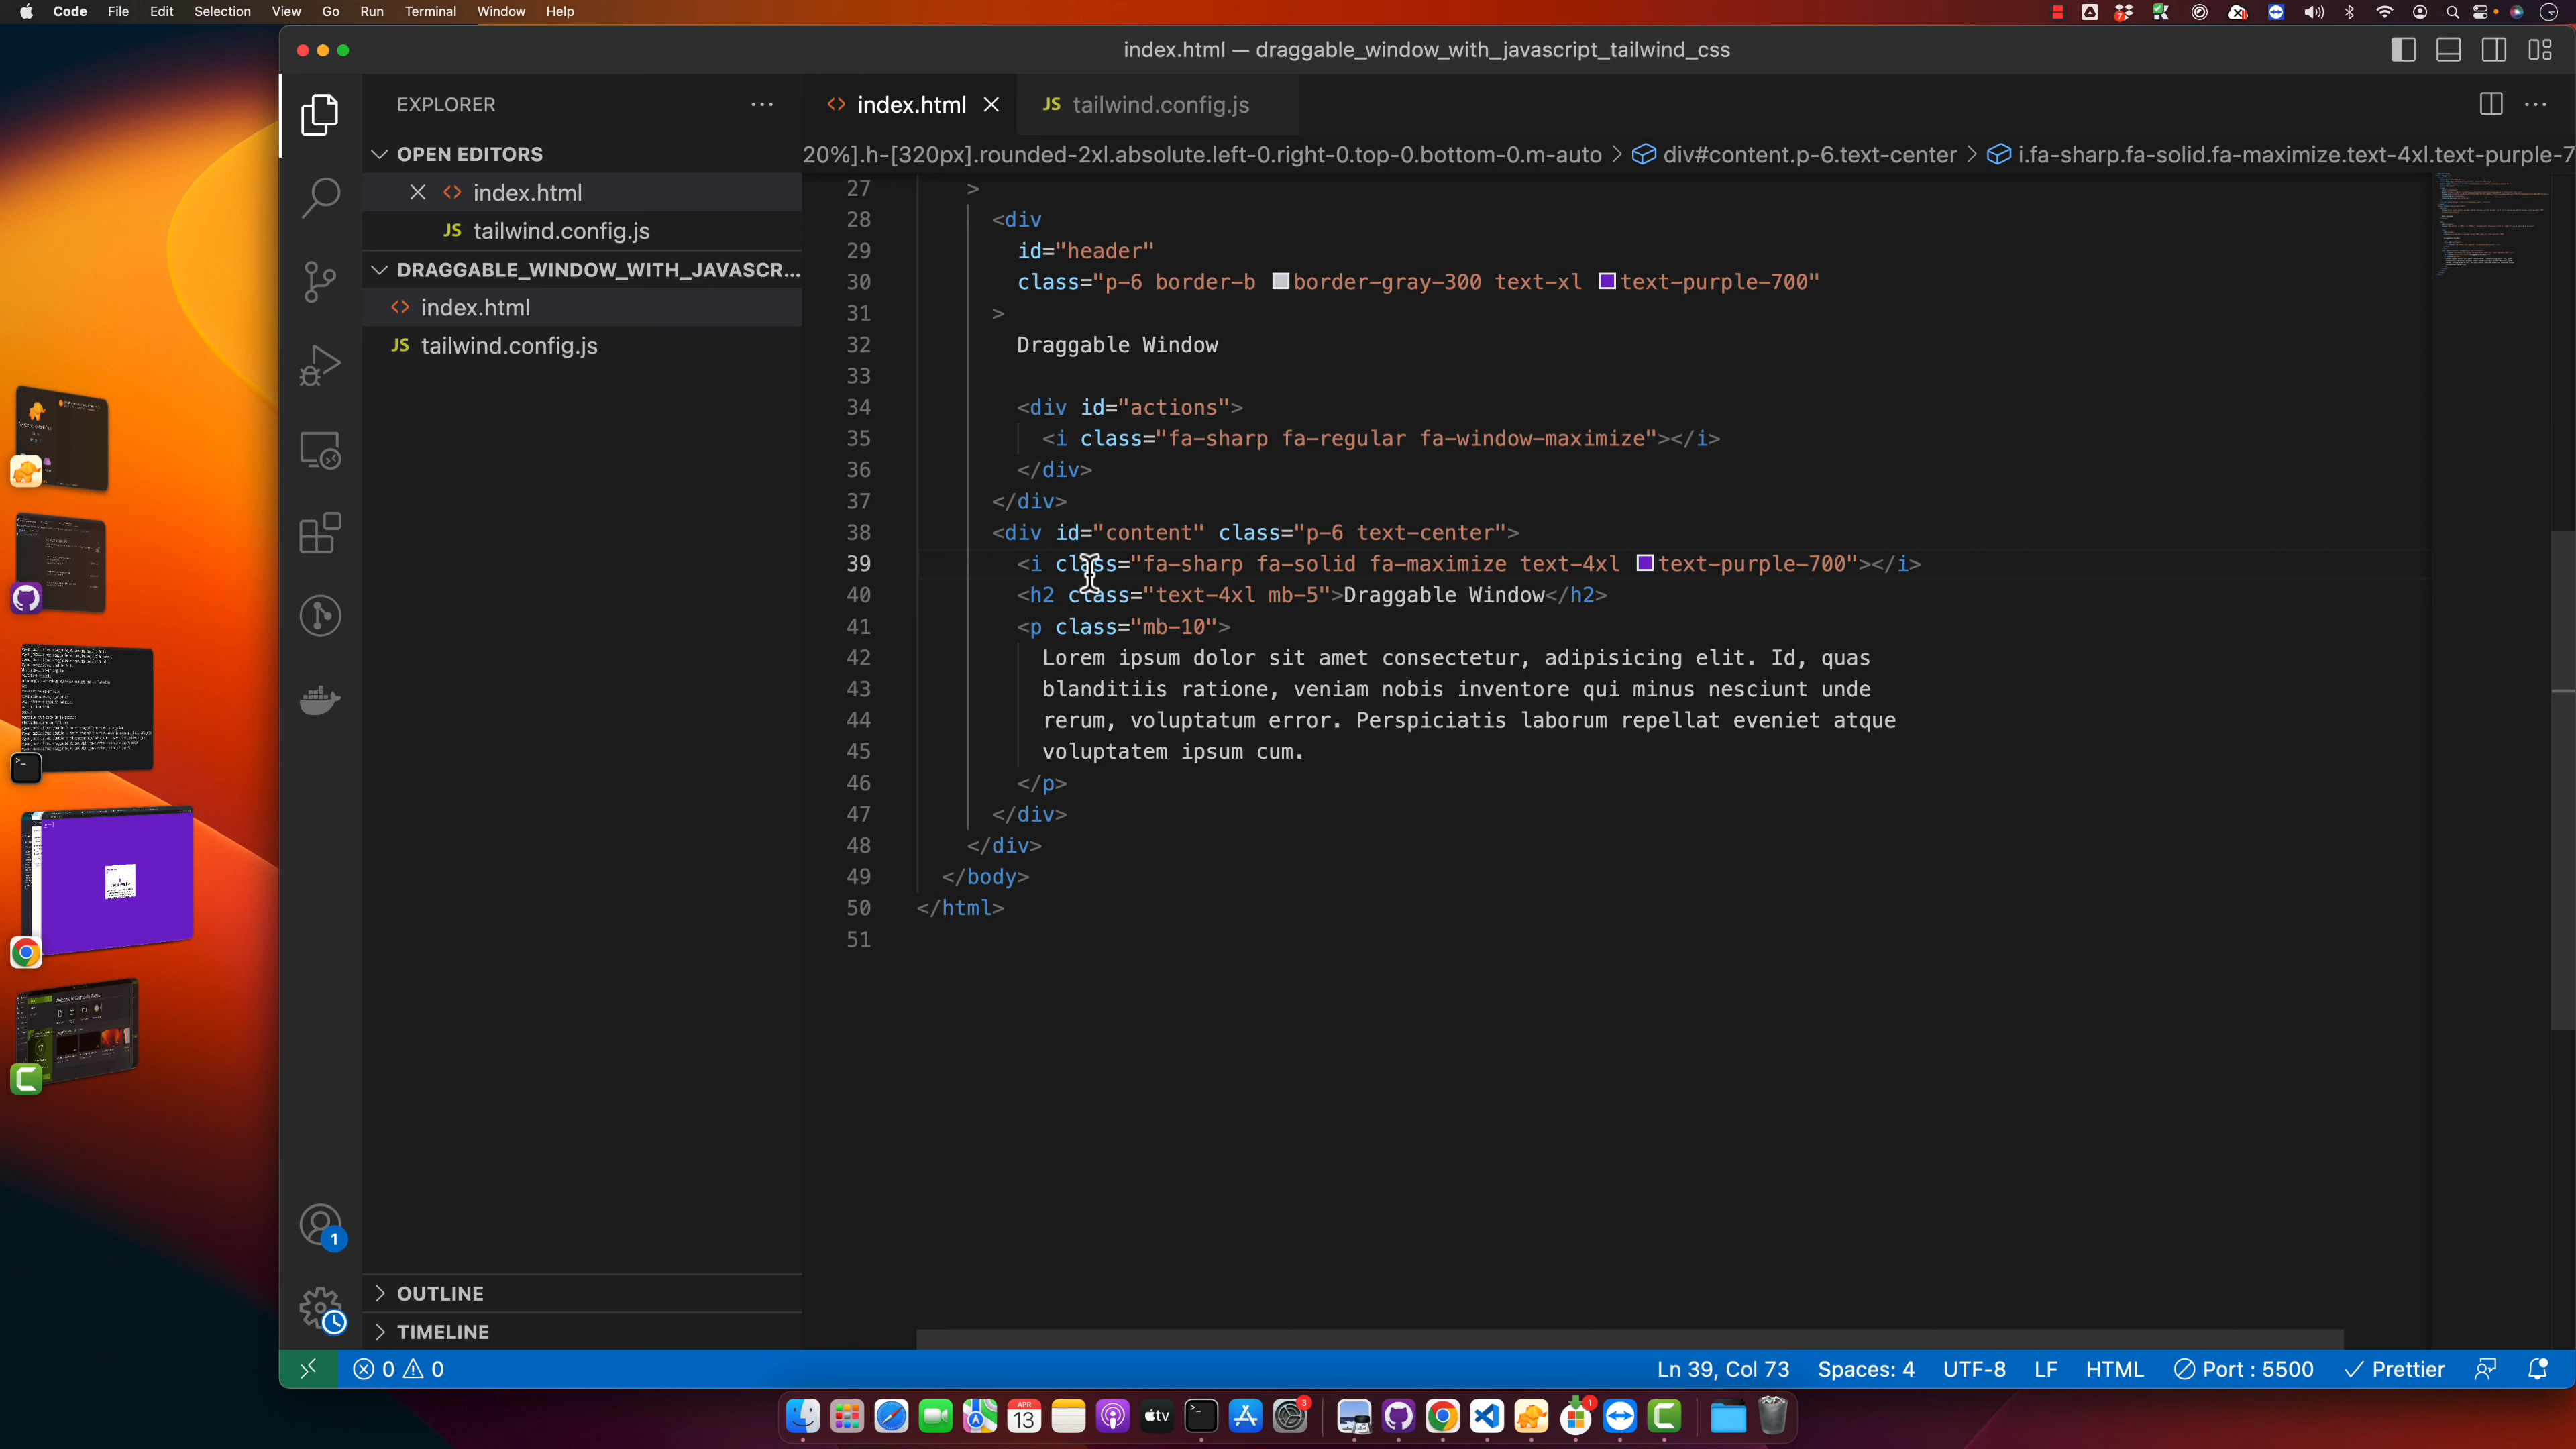 Code File Edit Selection View Go Run Terminal Window Help
index.html — draggable_window_with_javascript_tailwind_css
EXPLORER
OPEN EDITORS
index.html
JS tailwind.config.js
DRAGGABLE_WINDOW_WITH_JAVASCR...
index.html
JS tailwind.config.js
OUTLINE
TIMELINE
index.html
JS tailwind.config.js
20%].h-[320px].rounded-2xl.absolute.left-0.right-0.top-0.bottom-0.m-auto > div#content.p-6.text-center > i.fa-sharp.fa-solid.fa-maximize.text-4xl.text-purple-7
27 >
28 <div
29 id="header"
30 class="p-6 border-b border-gray-300 text-xl text-purple-700"
31 >
32 Draggable Window
33
34 <div id="actions">
35 <i class="fa-sharp fa-regular fa-window-maximize"></i>
36 </div>
37 </div>
38 <div id="content" class="p-6 text-center">
39 <i class="fa-sharp fa-solid fa-maximize text-4xl text-purple-700"></i>
40 <h2 class="text-4xl mb-5">Draggable Window</h2>
41 <p class="mb-10">
42 Lorem ipsum dolor sit amet consectetur, adipisicing elit. Id, quas
43 blanditiis ratione, veniam nobis inventore qui minus nesciunt unde
44 rerum, voluptatum error. Perspiciatis laborum repellat eveniet atque
45 voluptatem ipsum cum.
46 </p>
47 </div>
48 </div>
49 </body>
50 </html>
51
1
0 0
Ln 39, Col 73 Spaces: 4 UTF-8 LF HTML Port : 5500 Prettier
APR
13
tv
3
1